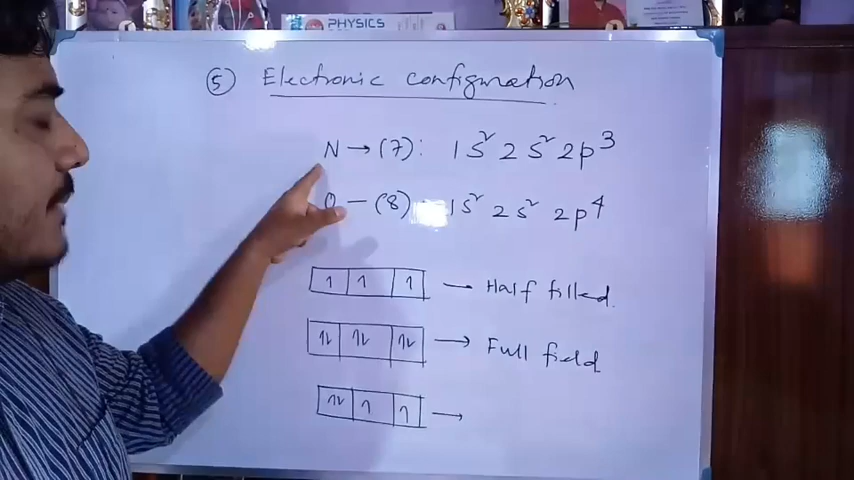 PHYSICS
⑤ Electronic configuration
N → (7): 1s² 2s² 2p³
O — (8): 1s² 2s² 2p⁴
↑ ↑ ↑ → Half filled.
↑↓ ↑↓ ↑↓ → Full field
↑↓ ↑ ↑ →